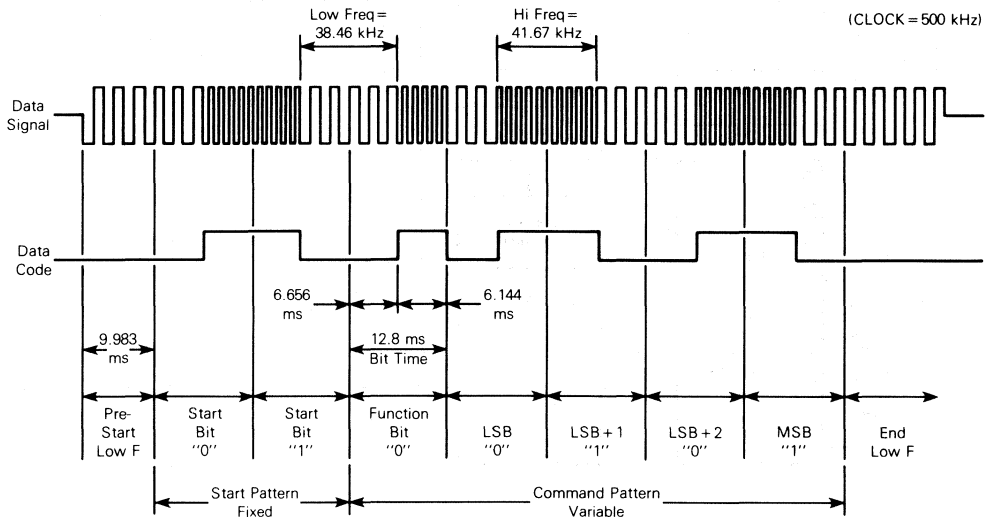 Low Freq=
38.46 kHz
Hi Freq=
41.67 kHz
(CLOCK=500 kHz)
Data
Signal
Data
Code
6.656
ms
6.144
ms
9.983
ms
12.8 ms
Bit Time
Pre-
Start
Low F
Start
Bit
"0"
Start
Bit
"1"
Function
Bit
"0"
LSB
"0"
LSB+1
"1"
LSB+2
"0"
MSB
"1"
End
Low F
Start Pattern
Fixed
Command Pattern
Variable